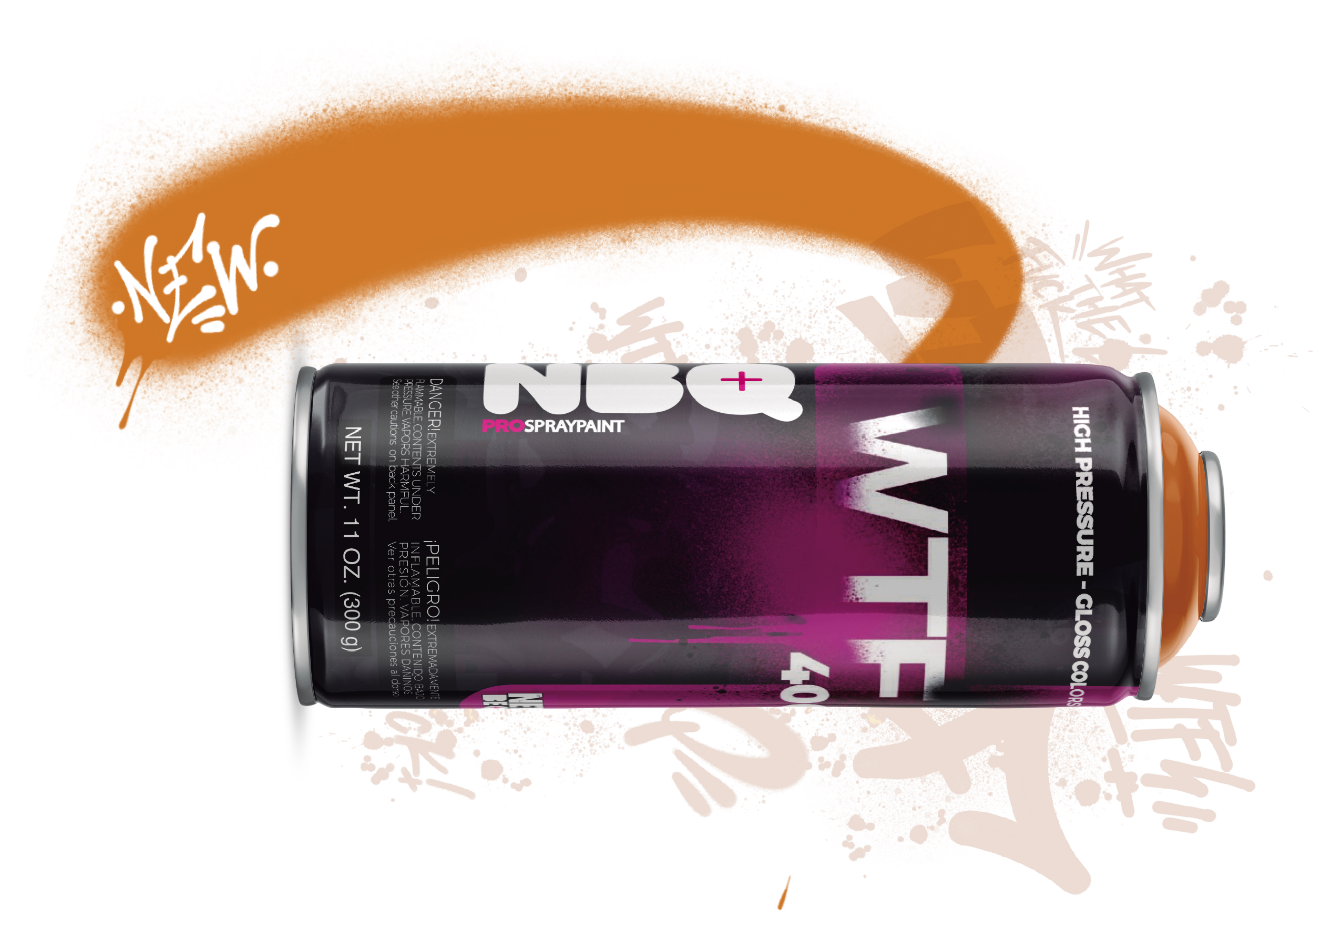 NEW
NBQ
PROSPRAYPAINT
WTF
40
HIGH PRESSURE - GLOSS COLORS
DANGER! EXTREMELY
FLAMMABLE. CONTENTS UNDER
PRESSURE. VAPORS HARMFUL.
See other cautions on back panel.
¡PELIGRO! EXTREMADAMENTE
INFLAMABLE. CONTENIDO BAJO
PRESIÓN. VAPORES DAÑINOS
Ver otras precauciones al dorso
NET WT. 11 OZ. (300 g)
WHAT
THE
FUCK
WTF